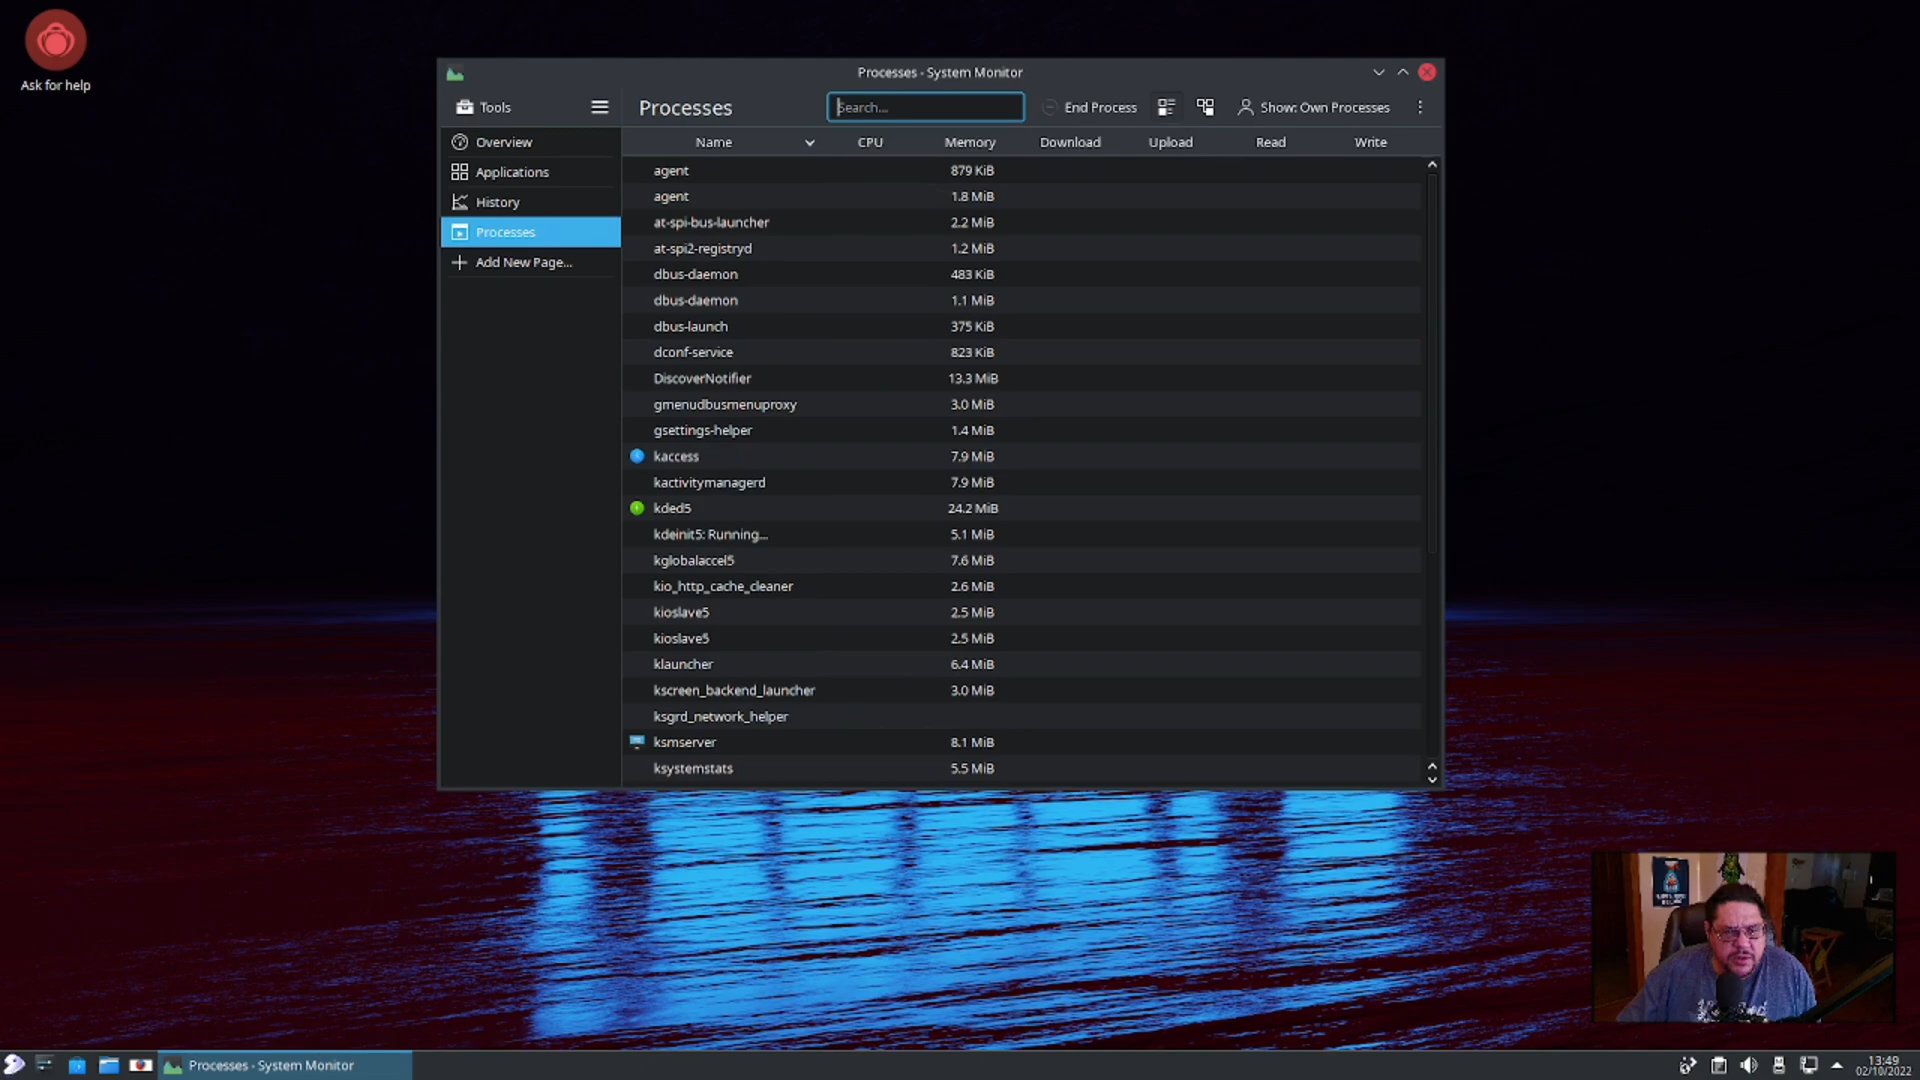 Ask for help
Processes - System Monitor
Tools
Processes
Search...
End Process
Show: Own Processes
Overview
Applications
History
Processes
Add New Page...
Name CPU Memory Download Upload Read Write
agent 879 KiB
agent 1.8 MiB
at-spi-bus-launcher 2.2 MiB
at-spi2-registryd 1.2 MiB
dbus-daemon 483 KiB
dbus-daemon 1.1 MiB
dbus-launch 375 KiB
dconf-service 823 KiB
DiscoverNotifier 13.3 MiB
gmenudbusmenuproxy 3.0 MiB
gsettings-helper 1.4 MiB
kaccess 7.9 MiB
kactivitymanagerd 7.9 MiB
kded5 24.2 MiB
kdeinit5: Running... 5.1 MiB
kglobalaccel5 7.6 MiB
kio_http_cache_cleaner 2.6 MiB
kioslave5 2.5 MiB
kioslave5 2.5 MiB
klauncher 6.4 MiB
kscreen_backend_launcher 3.0 MiB
ksgrd_network_helper
ksmserver 8.1 MiB
ksystemstats 5.5 MiB
Processes - System Monitor
13:49
02/10/2022